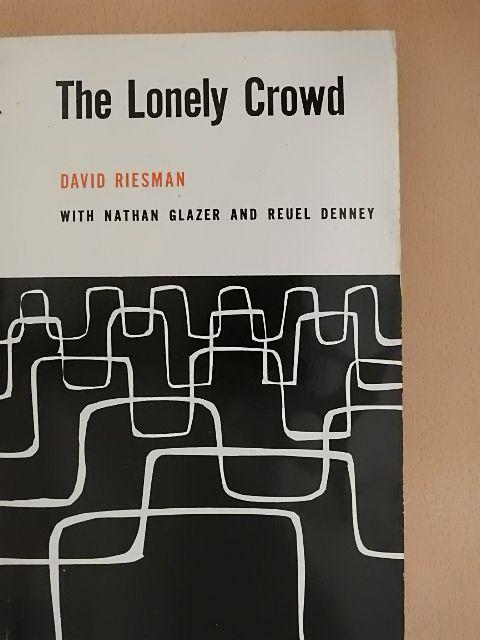 The Lonely Crowd
DAVID RIESMAN
WITH NATHAN GLAZER AND REUEL DENNEY